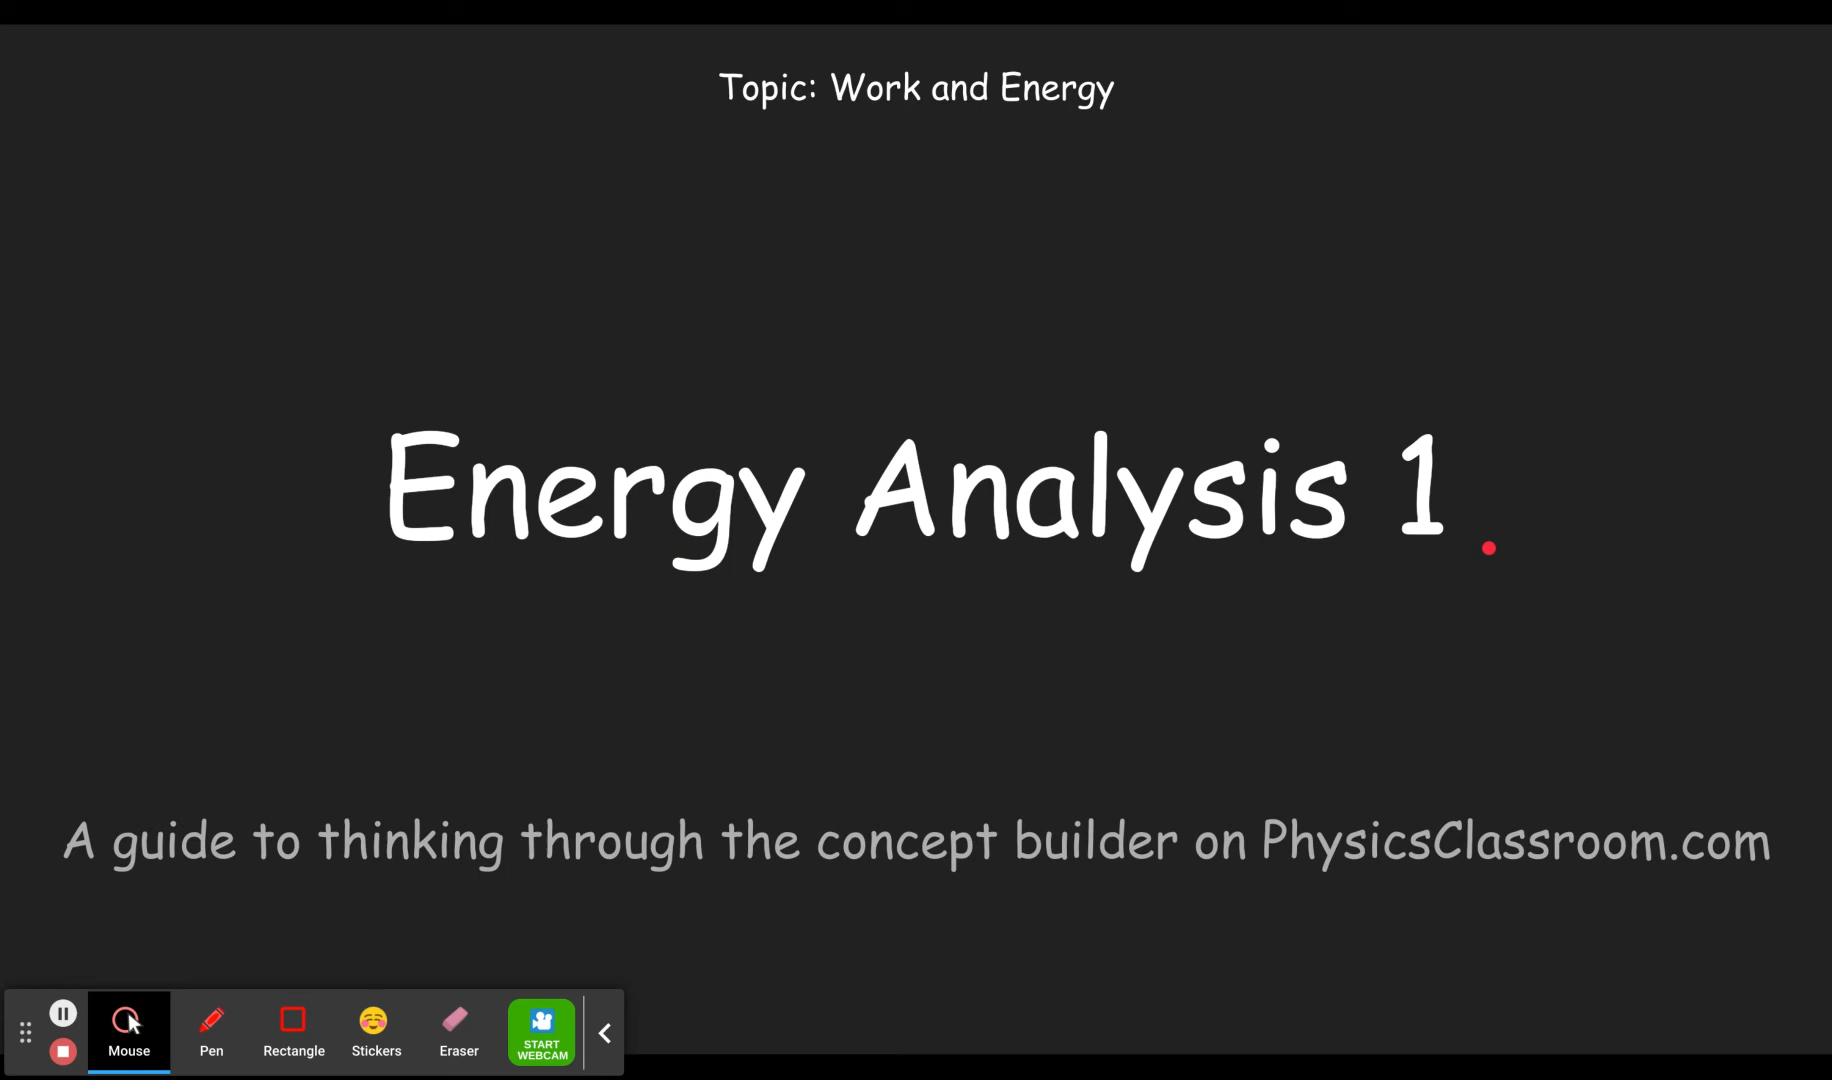 Topic: Work and Energy
Energy Analysis 1
A guide to thinking through the concept builder on PhysicsClassroom.com
Mouse
Pen
Rectangle
Stickers
Eraser
START
WEBCAM